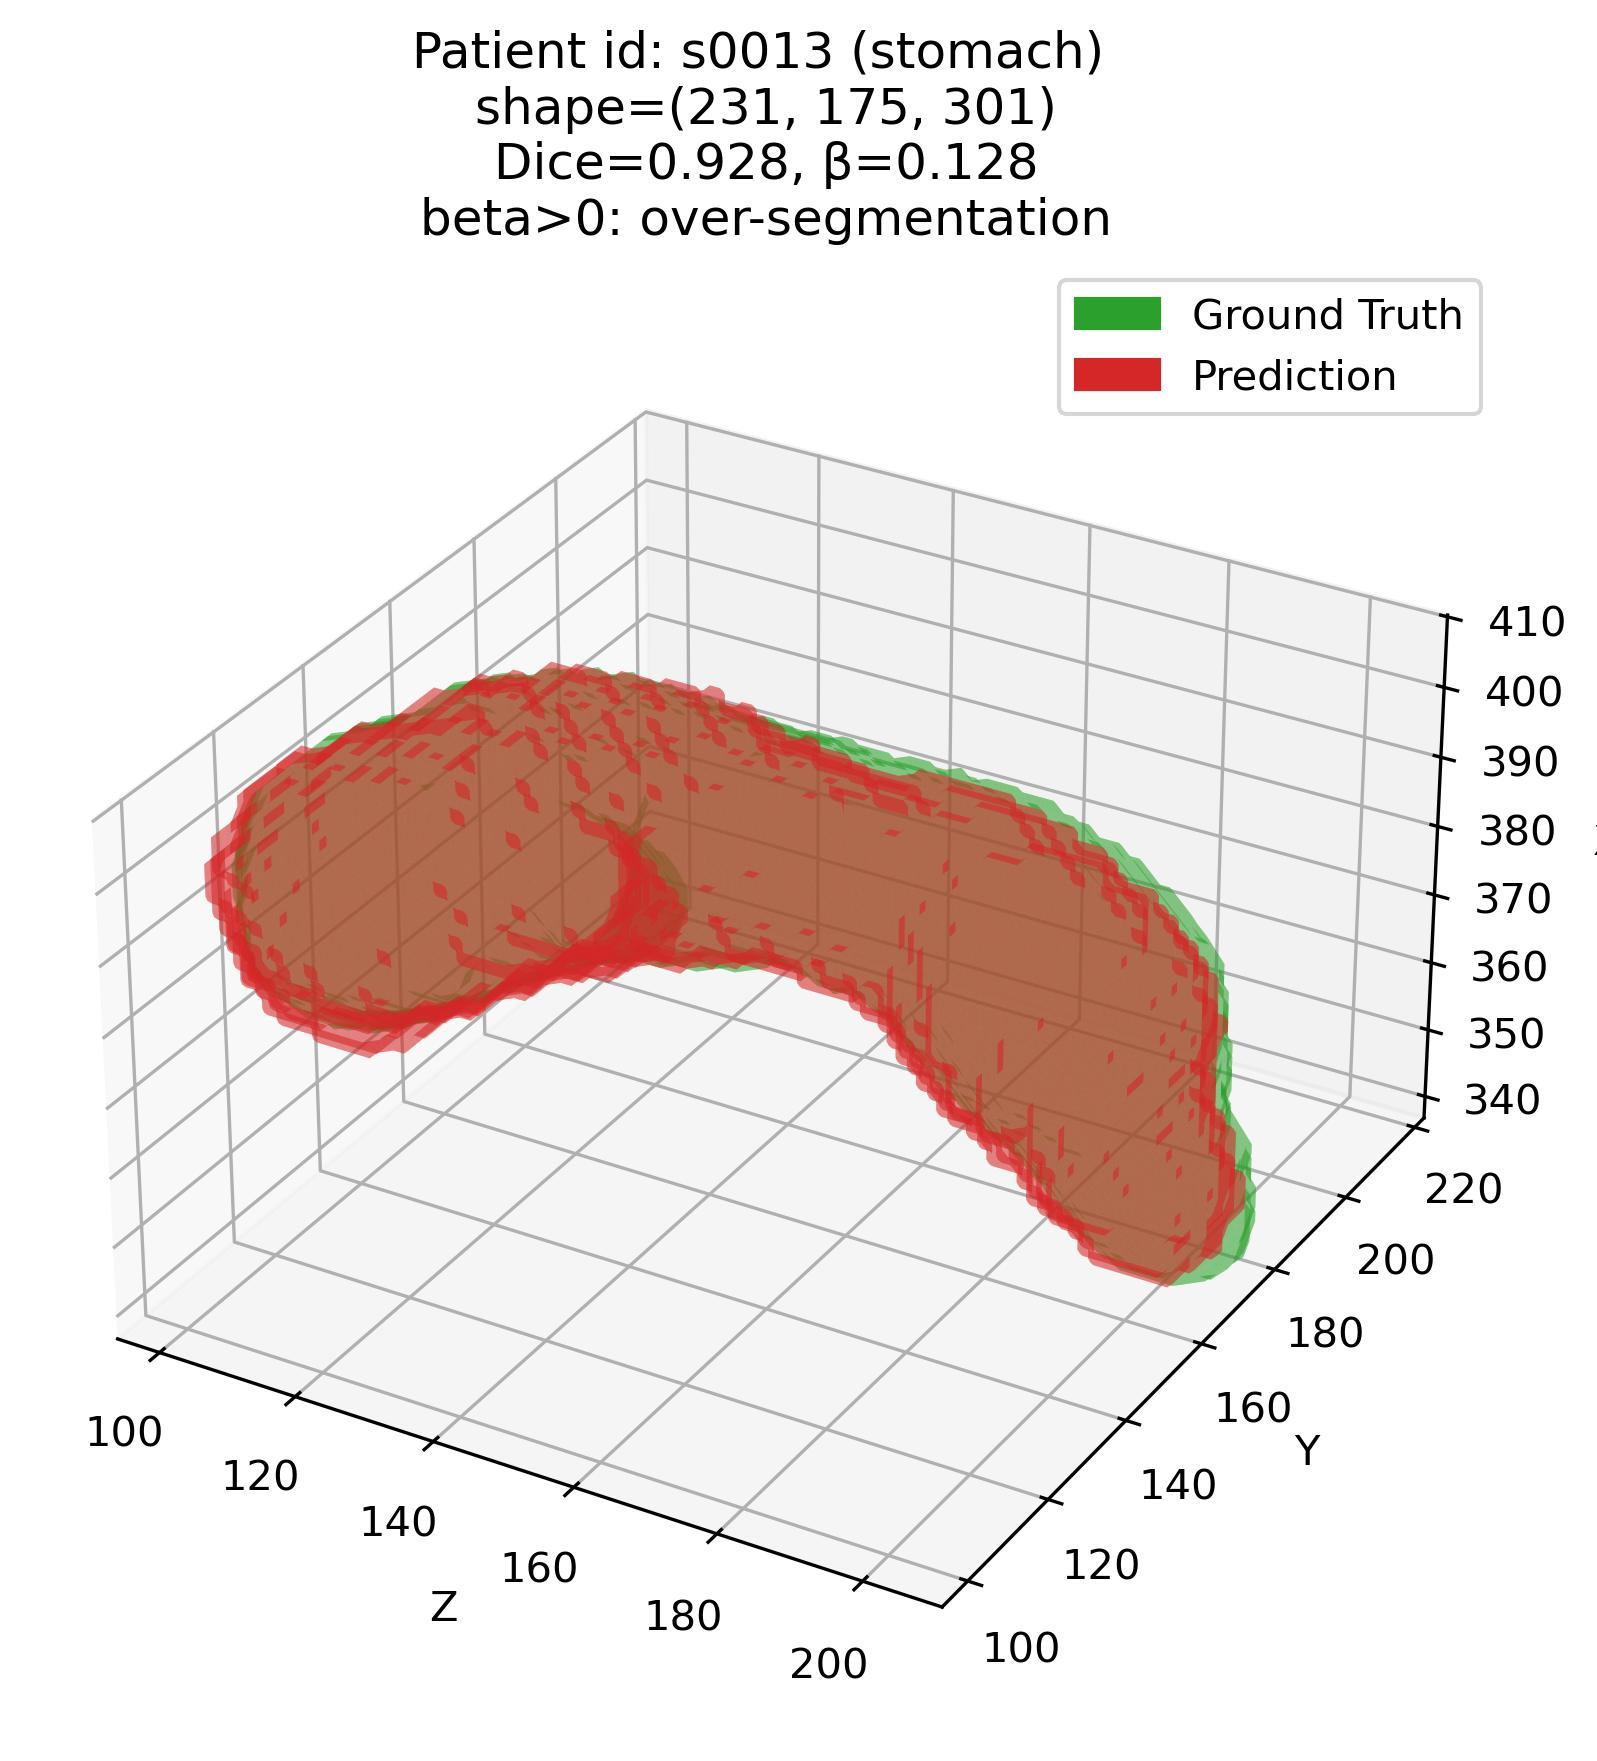 Patient id: s0013 (stomach)
shape=(231, 175, 301)
Dice=0.928, β=0.128
beta>0: over-segmentation
Ground Truth
Prediction
410
400
390
380
370
360
350
340
220
200
180
160
140
120
100
Y
100
120
140
160
180
200
Z